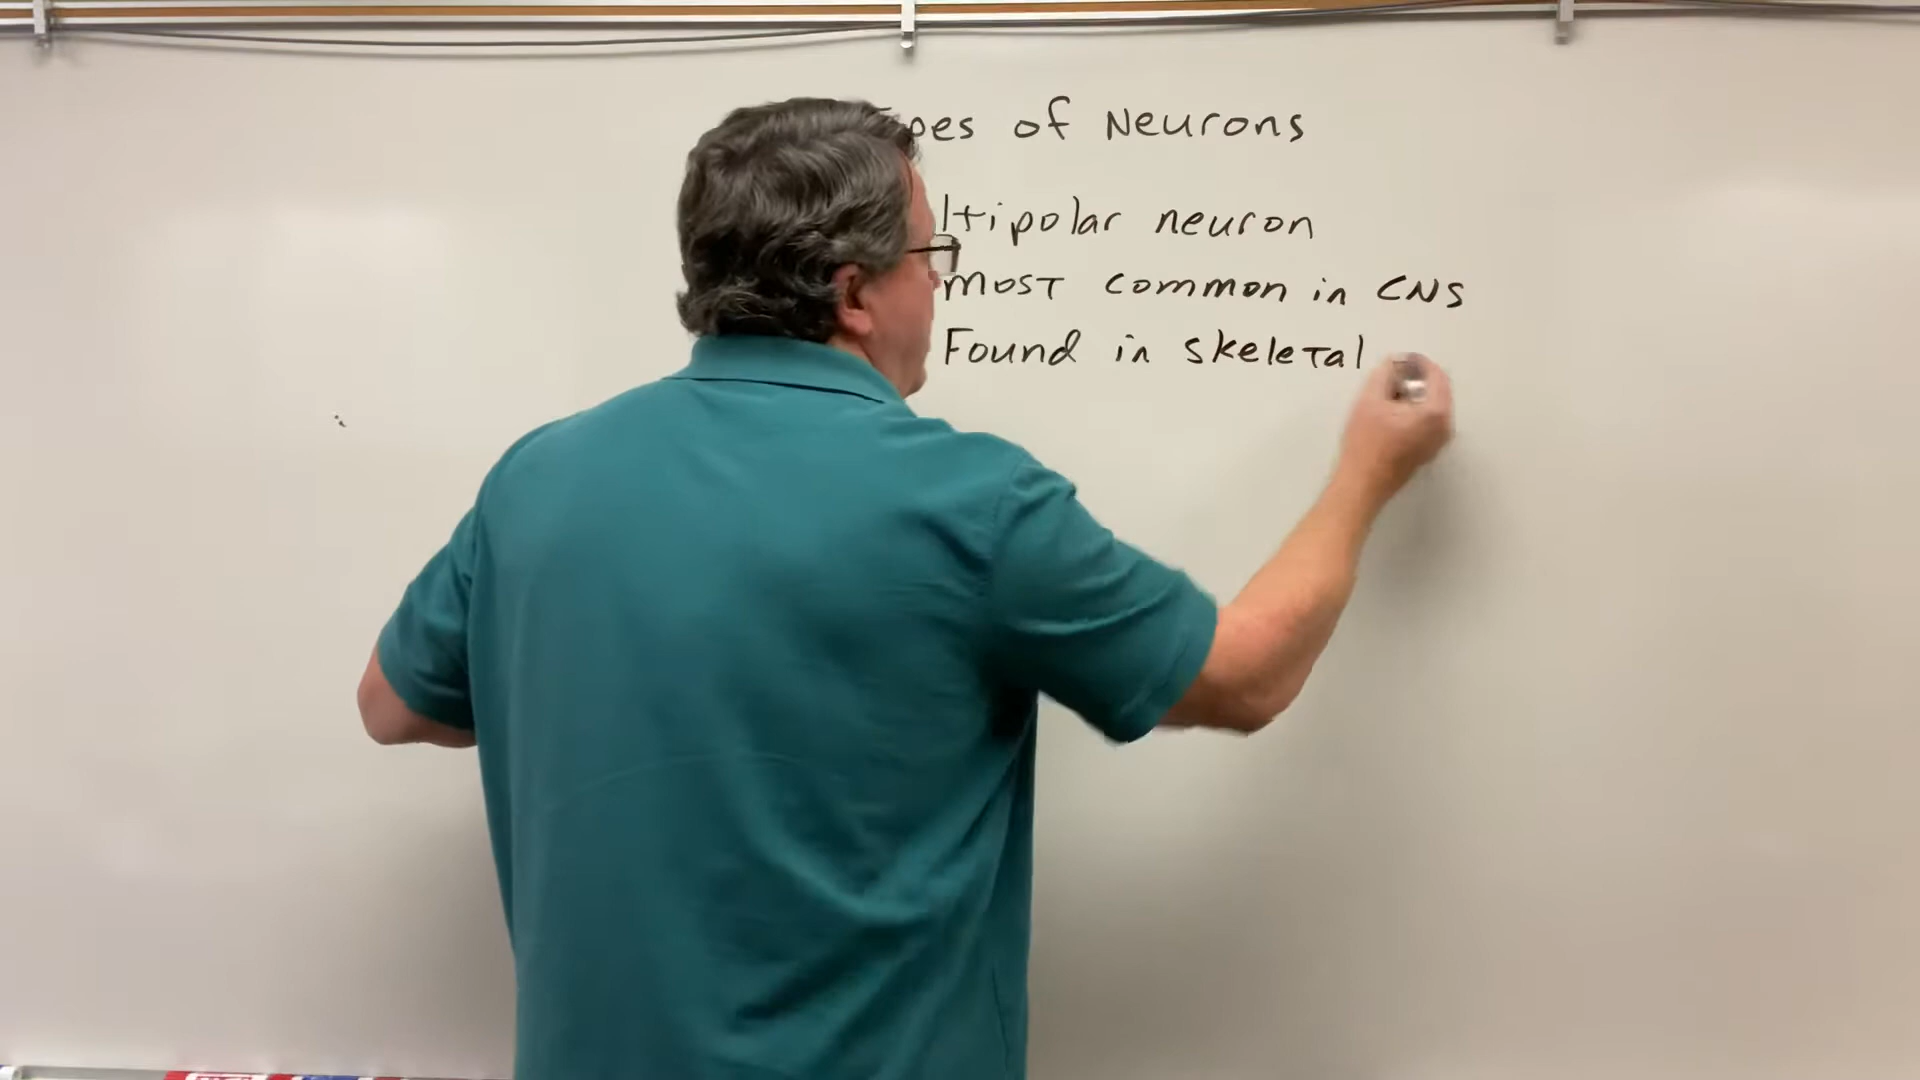 pes of Neurons
ltipolar neuron
most common in CNS
Found in skeletal